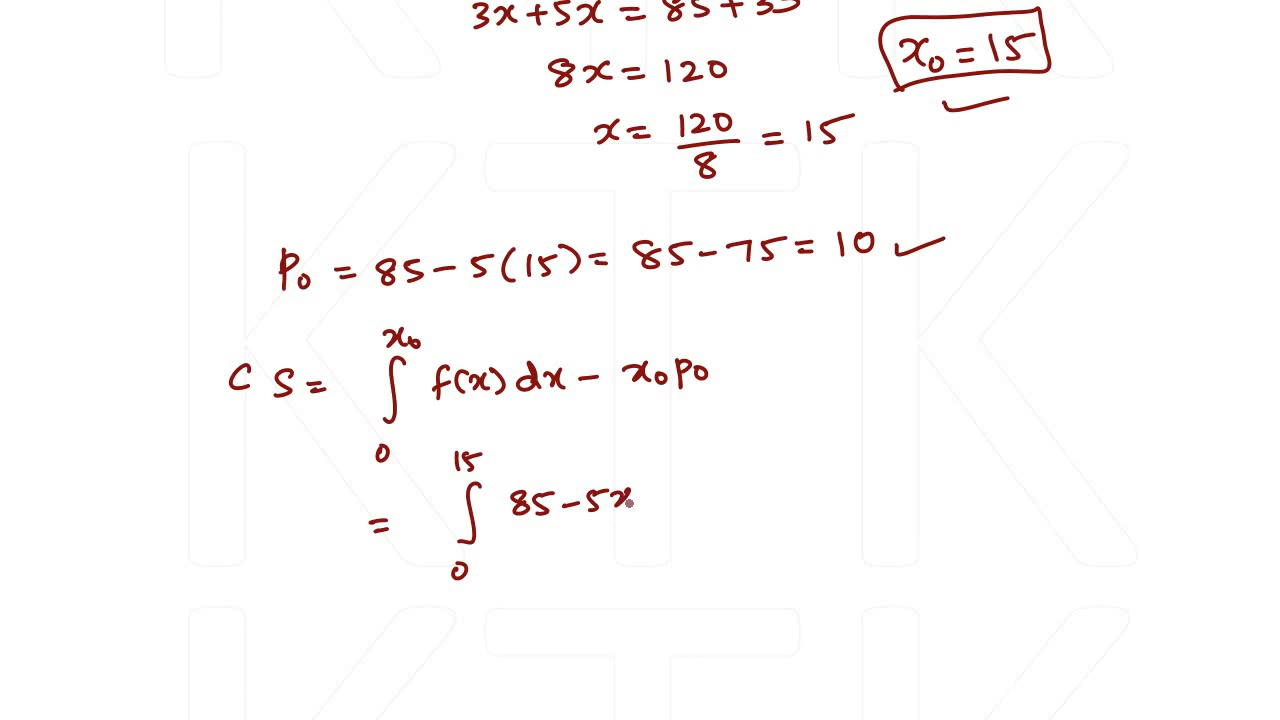 3x+5x = 85+35
x₀ = 15
8x = 120
x = 120/8 = 15
P₀ = 85 - 5(15) = 85 - 75 = 10 ✓
C S = ∫₀^x₀ f(x) dx - x₀p₀
= ∫₀^15 85 - 5x